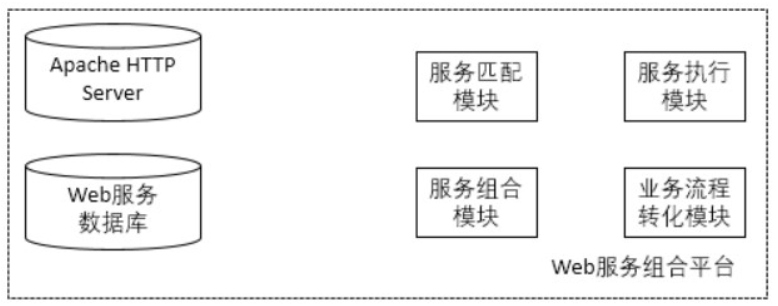 Apache HTTP
Server
服务匹配
模块
服务执行
模块
Web服务
数据库
服务组合
模块
业务流程
转化模块
Web服务组合平台